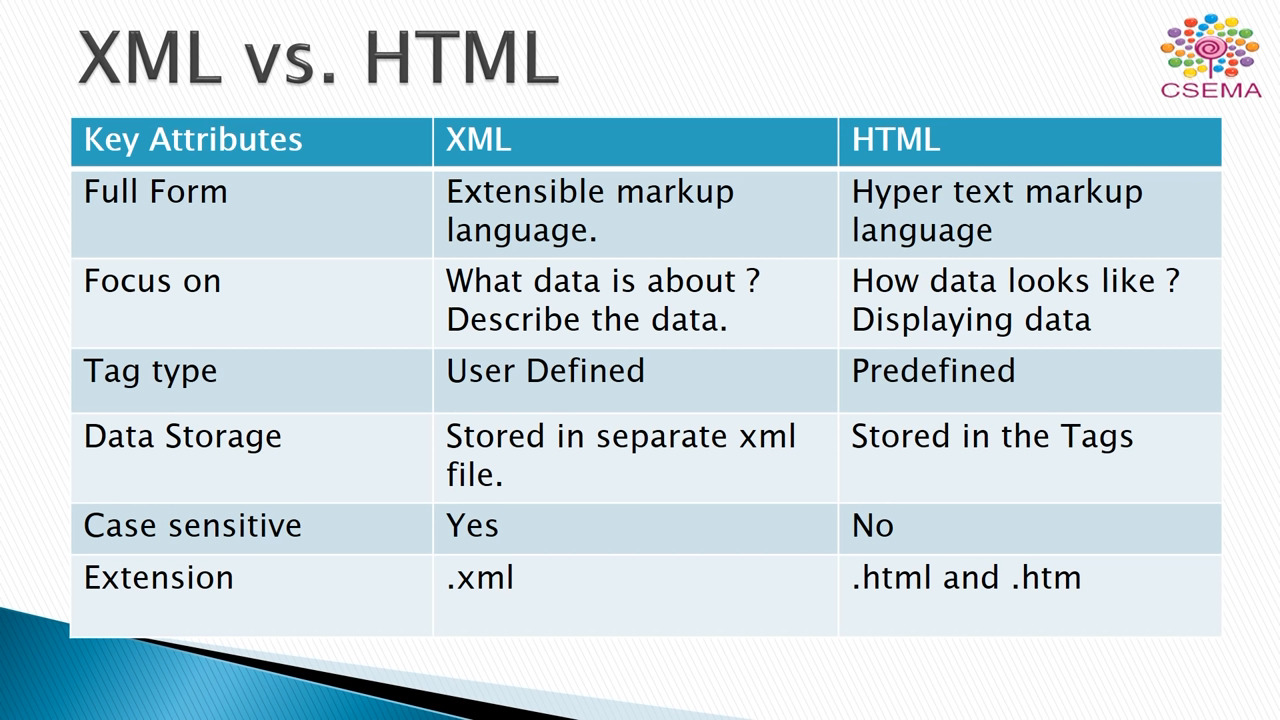 XML vs. HTML
CSEMA
Key Attributes XML HTML
Full Form Extensible markup language. Hyper text markup language
Focus on What data is about ? Describe the data. How data looks like ? Displaying data
Tag type User Defined Predefined
Data Storage Stored in separate xml file. Stored in the Tags
Case sensitive Yes No
Extension .xml .html and .htm